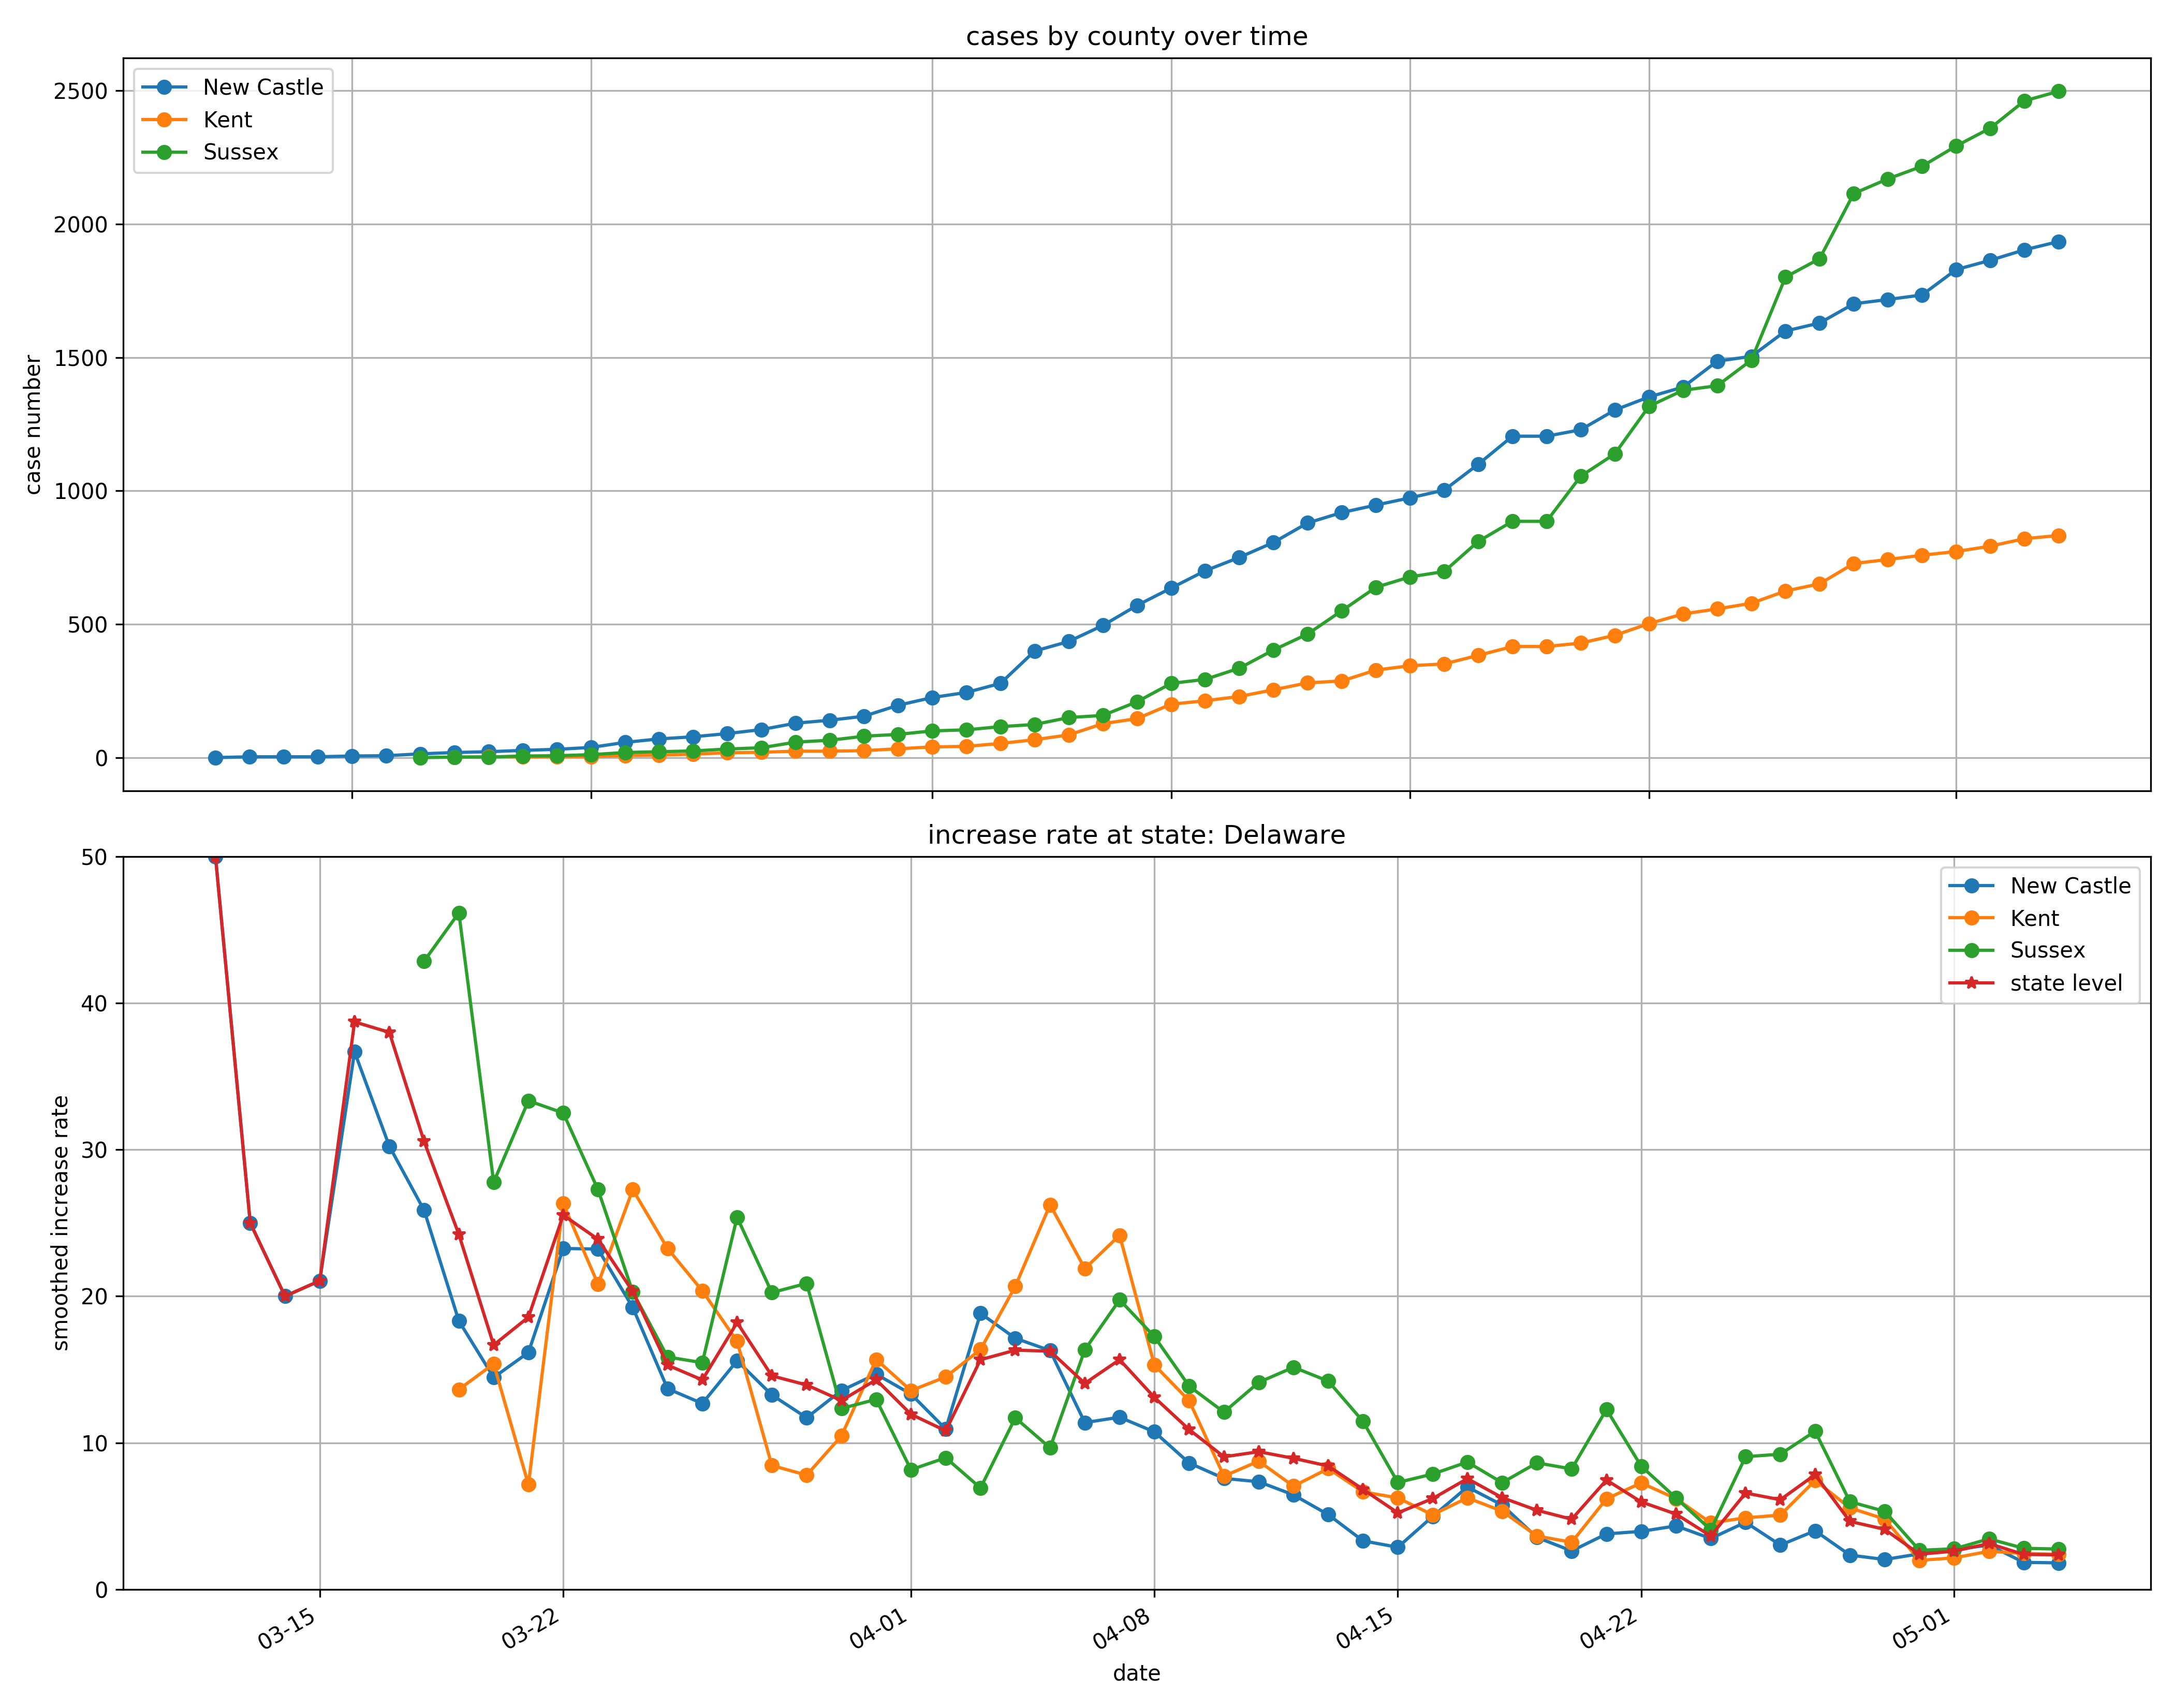 cases by county over time
New Castle
Kent
Sussex
2500
2000
1500
1000
500
0
case number
increase rate at state: Delaware
New Castle
Kent
Sussex
state level
50
40
30
20
10
0
smoothed increase rate
03-15
03-22
04-01
04-08
04-15
04-22
05-01
date